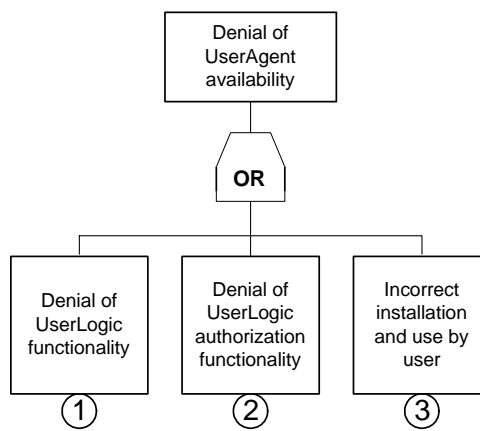 Denial of
UserAgent
availability
OR
Denial of
UserLogic
functionality
Denial of
UserLogic
authorization
functionality
Incorrect
installation
and use by
user
1
2
3